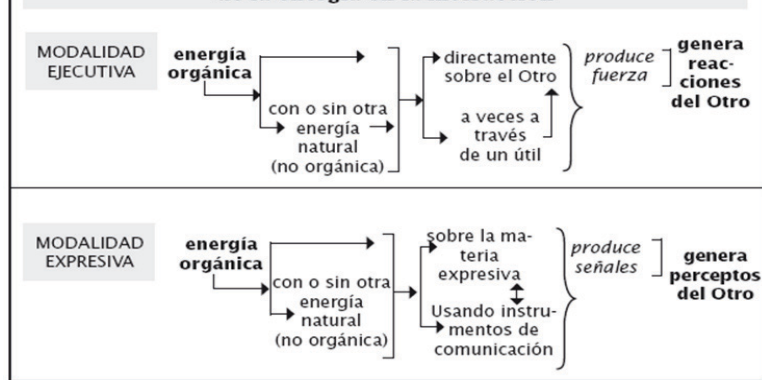 MODALIDAD
EJECUTIVA
energía
orgánica
con o sin otra
energía
natural
(no orgánica)
directamente
sobre el Otro
a veces a
través
de un útil
produce
fuerza
genera
reac-
ciones
del Otro
MODALIDAD
EXPRESIVA
energía
orgánica
con o sin otra
energía
natural
(no orgánica)
sobre la ma-
teria
expresiva
Usando instru-
mentos de
comunicación
produce
señales
genera
perceptos
del Otro